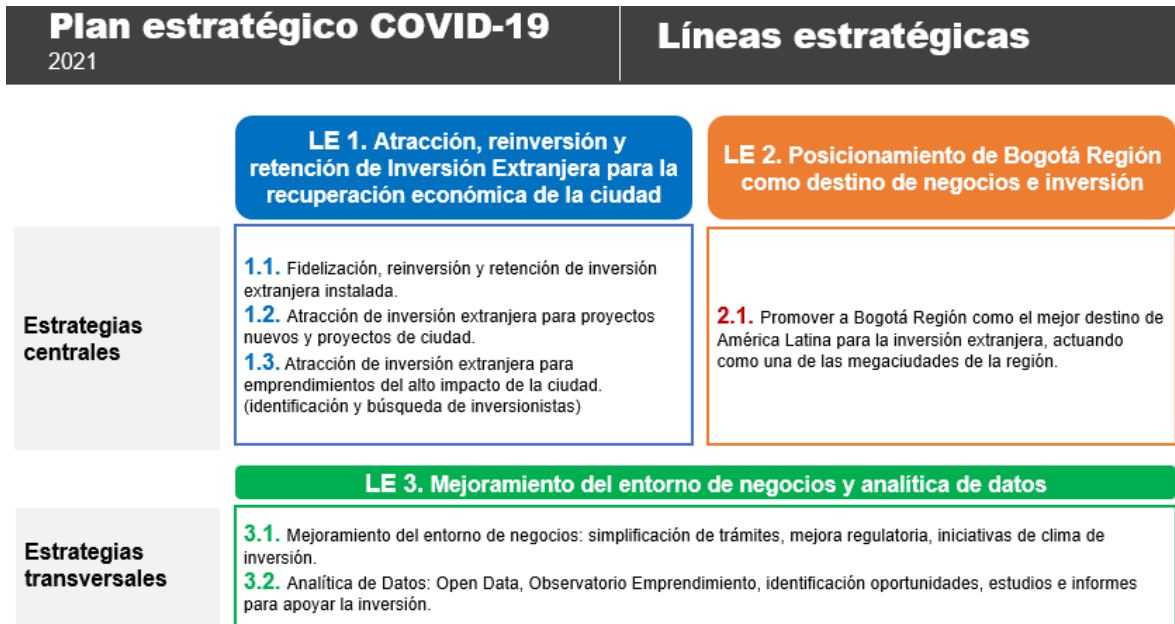 Plan estratégico COVID-19
2021
Líneas estratégicas
LE 1. Atracción, reinversión y
retención de Inversión Extranjera para la
recuperación económica de la ciudad
LE 2. Posicionamiento de Bogotá Región
como destino de negocios e inversión
Estrategias
centrales
1.1. Fidelización, reinversión y retención de inversión
extranjera instalada.
1.2. Atracción de inversión extranjera para proyectos
nuevos y proyectos de ciudad.
1.3. Atracción de inversión extranjera para
emprendimientos del alto impacto de la ciudad.
(identificación y búsqueda de inversionistas)
2.1. Promover a Bogotá Región como el mejor destino de
América Latina para la inversión extranjera, actuando
como una de las megaciudades de la región.
LE 3. Mejoramiento del entorno de negocios y analítica de datos
Estrategias
transversales
3.1. Mejoramiento del entorno de negocios: simplificación de trámites, mejora regulatoria, iniciativas de clima de
inversión.
3.2. Analítica de Datos: Open Data, Observatorio Emprendimiento, identificación oportunidades, estudios e informes
para apoyar la inversión.